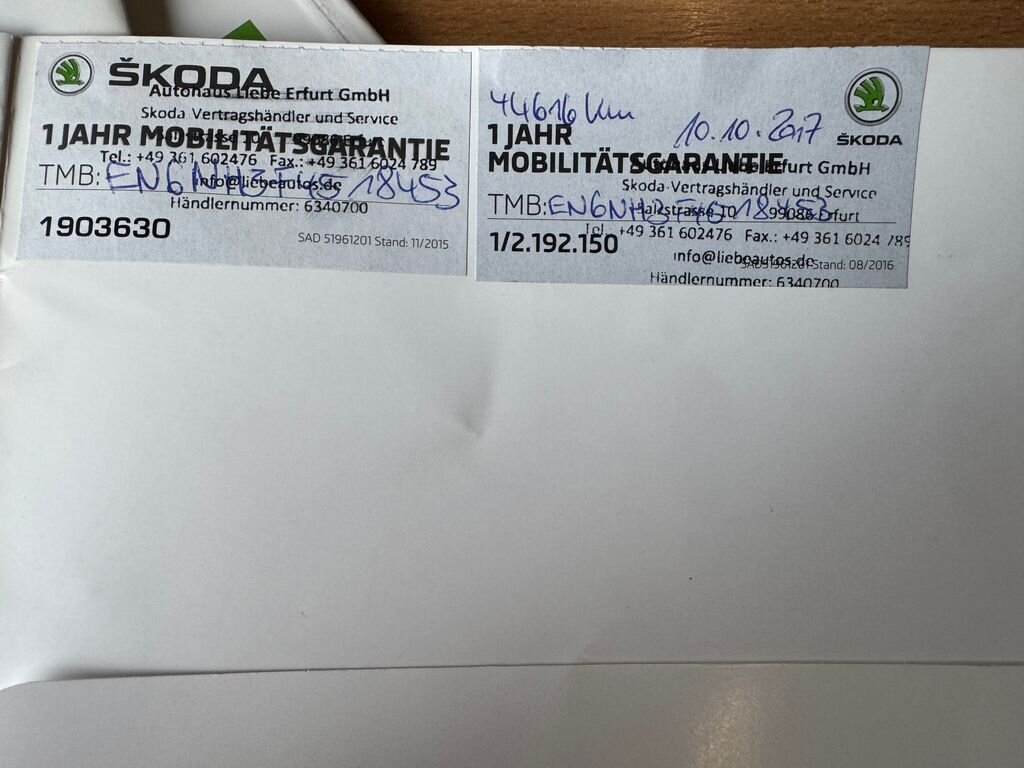 ŠKODA
Autohaus Liebe Erfurt GmbH
Skoda Vertragshändler und Service
1 JAHR MOBILITÄTSGARANTIE
Tel.: +49 361 602476 Fax.: +49 361 6024 789
TMB:
info@liebeautos.de
Händlernummer: 6340700
1903630
SAD 51961201 Stand: 11/2015
44616 km
10.10.2017
ŠKODA
1 JAHR
MOBILITÄTSGARANTIE
Erfurt GmbH
Skoda Vertragshändler und Service
TMB:
99086 Erfurt
Tel.: +49 361 602476 Fax.: +49 361 6024 789
1/2.192.150
info@liebeautos.de
Stand: 08/2016
Händlernummer: 6340700